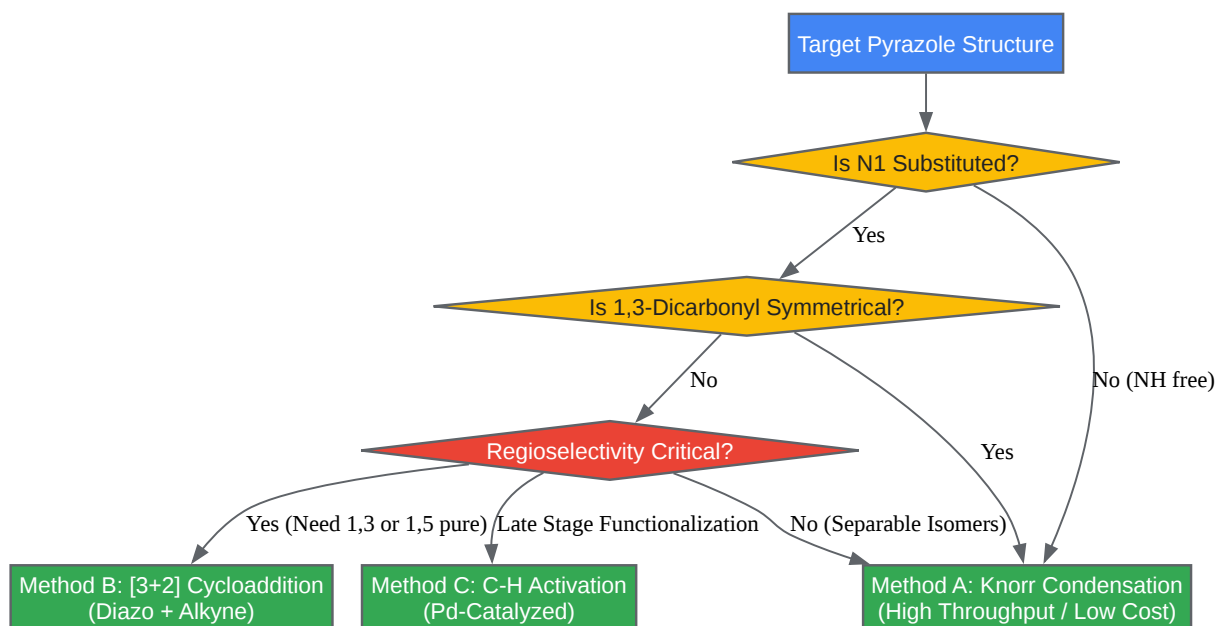 Target Pyrazole Structure
Is N1 Substituted?
Yes
Is 1,3-Dicarbonyl Symmetrical?
No (NH free)
No
Yes
Regioselectivity Critical?
Yes (Need 1,3 or 1,5 pure)
Late Stage Functionalization
No (Separable Isomers)
Method B: [3+2] Cycloaddition
(Diazo + Alkyne)
Method C: C-H Activation
(Pd-Catalyzed)
Method A: Knorr Condensation
(High Throughput / Low Cost)